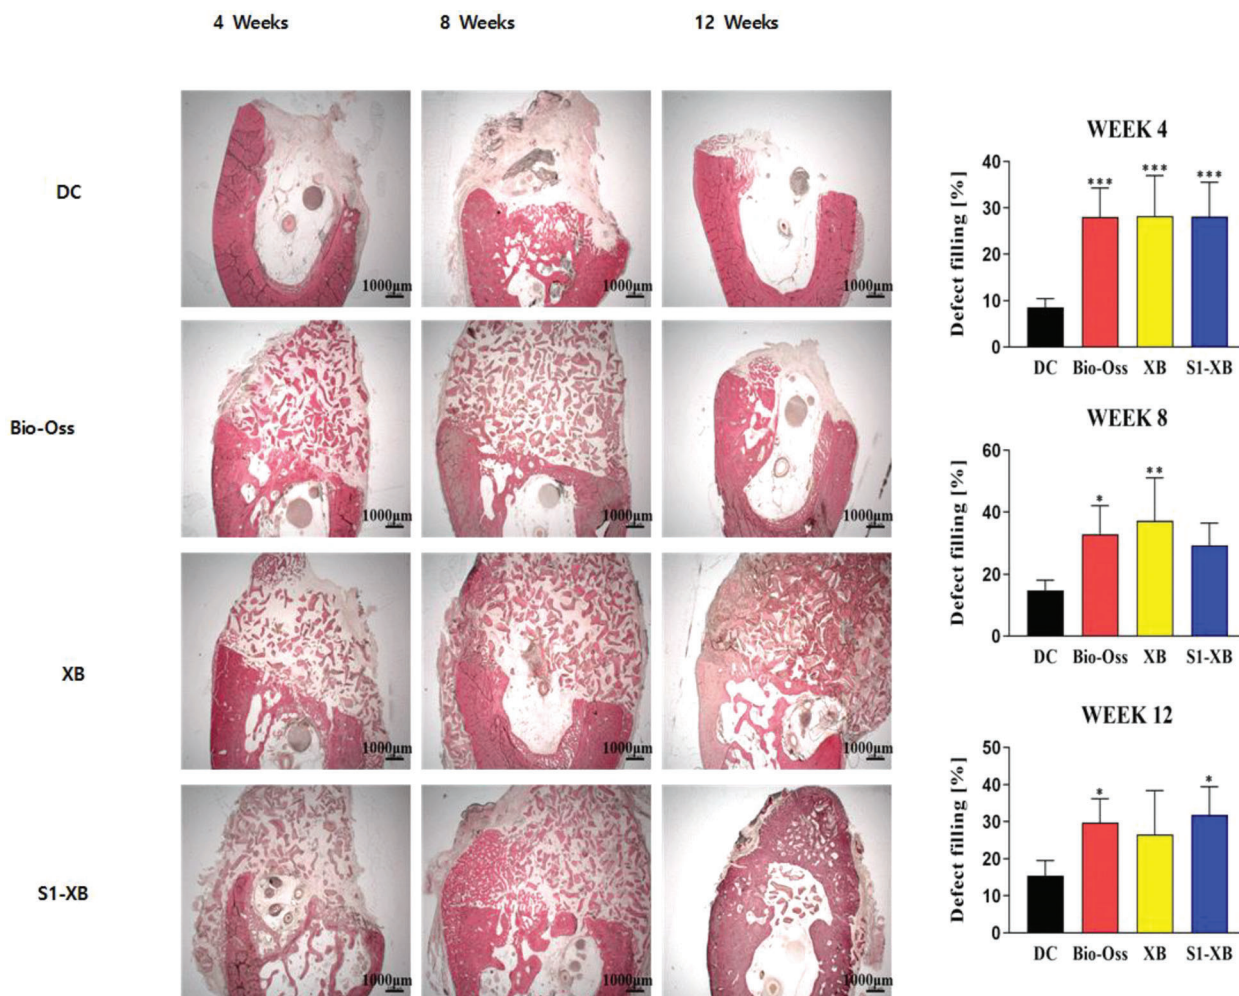 4 Weeks
8 Weeks
12 Weeks
DC
1000μm
1000μm
1000μm
Bio-Oss
1000μm
1000μm
1000μm
XB
1000μm
1000μm
1000μm
S1-XB
1000μm
1000μm
1000μm
WEEK 4
Defect filling [%]
40
30
20
10
0
***
***
***
DC
Bio-Oss
XB
S1-XB
WEEK 8
Defect filling [%]
60
40
20
0
*
**
DC
Bio-Oss
XB
S1-XB
WEEK 12
Defect filling [%]
50
40
30
20
10
0
*
*
DC
Bio-Oss
XB
S1-XB